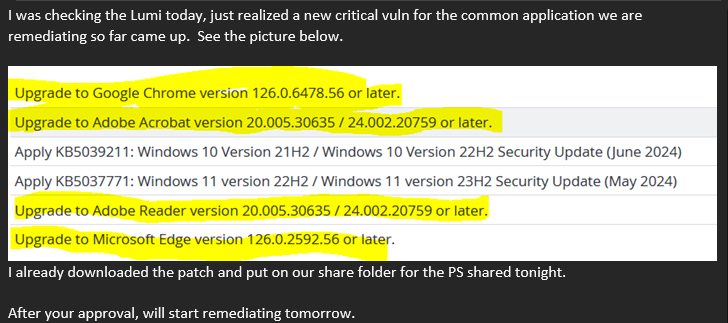 I was checking the Lumi today, just realized a new critical vuln for the common application we are
remediating so far came up.  See the picture below.
Upgrade to Google Chrome version 126.0.6478.56 or later.
Upgrade to Adobe Acrobat version 20.005.30635 / 24.002.20759 or later.
Apply KB5039211: Windows 10 Version 21H2 / Windows 10 Version 22H2 Security Update (June 2024)
Apply KB5037771: Windows 11 version 22H2 / Windows 11 version 23H2 Security Update (May 2024)
Upgrade to Adobe Reader version 20.005.30635 / 24.002.20759 or later.
Upgrade to Microsoft Edge version 126.0.2592.56 or later.
I already downloaded the patch and put on our share folder for the PS shared tonight.
After your approval, will start remediating tomorrow.